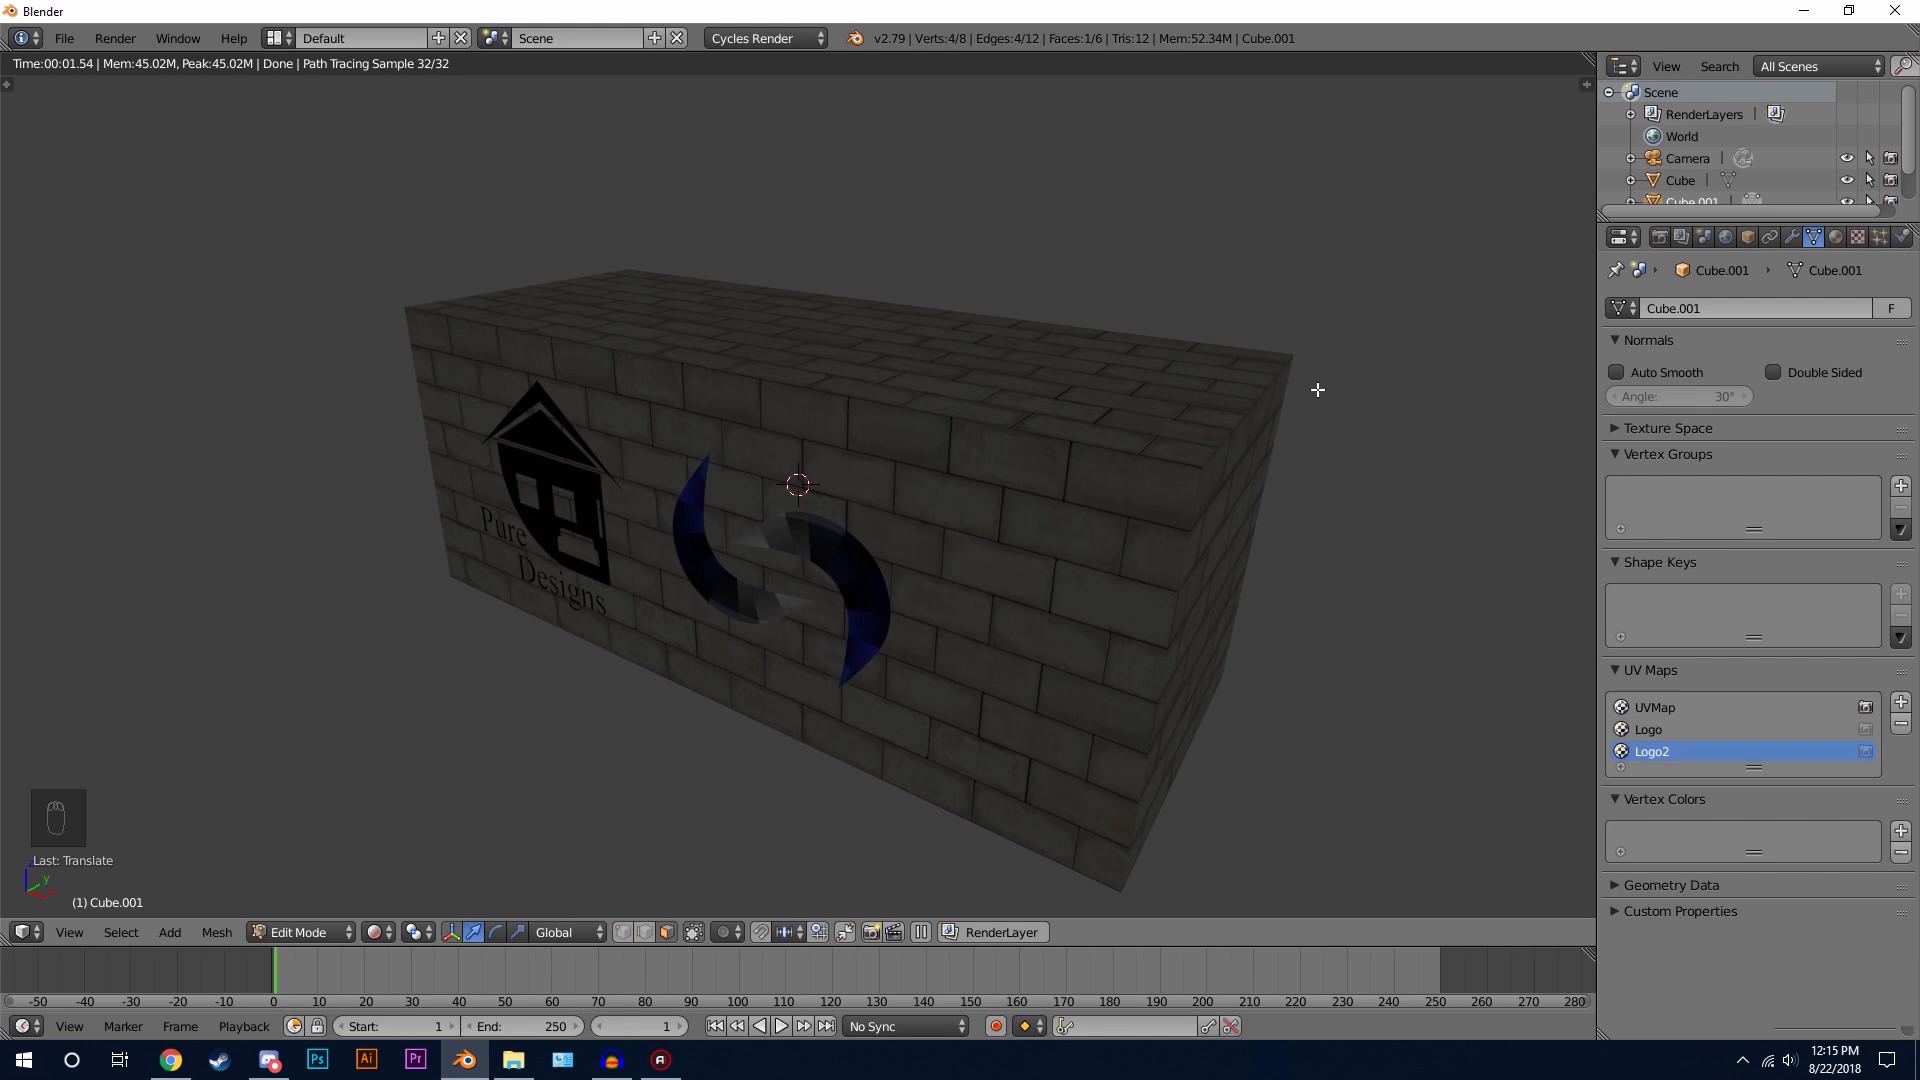 Blender
File Render Window Help Default Scene Cycles Render v2.79 | Verts:4/8 | Edges:4/12 | Faces:1/6 | Tris:12 | Mem:52.34M | Cube.001
Time:00:01.54 | Mem:45.02M, Peak:45.02M | Done | Path Tracing Sample 32/32
View Search All Scenes
Scene
RenderLayers |
World
Camera |
Cube |
Cube.001 |
Cube.001 Cube.001
Cube.001 F
Normals
Auto Smooth Double Sided
Angle: 30°
Texture Space
Vertex Groups
Shape Keys
UV Maps
UVMap
Logo
Logo2
Vertex Colors
Geometry Data
Custom Properties
Pure
Designs
Last: Translate
y
(1) Cube.001
View Select Add Mesh Edit Mode Global RenderLayer
-50 -40 -30 -20 -10 0 10 20 30 40 50 60 70 80 90 100 110 120 130 140 150 160 170 180 190 200 210 220 230 240 250 260 270 280
View Marker Frame Playback Start: 1 End: 250 1 No Sync
Ps Ai Pr
12:15 PM
8/22/2018